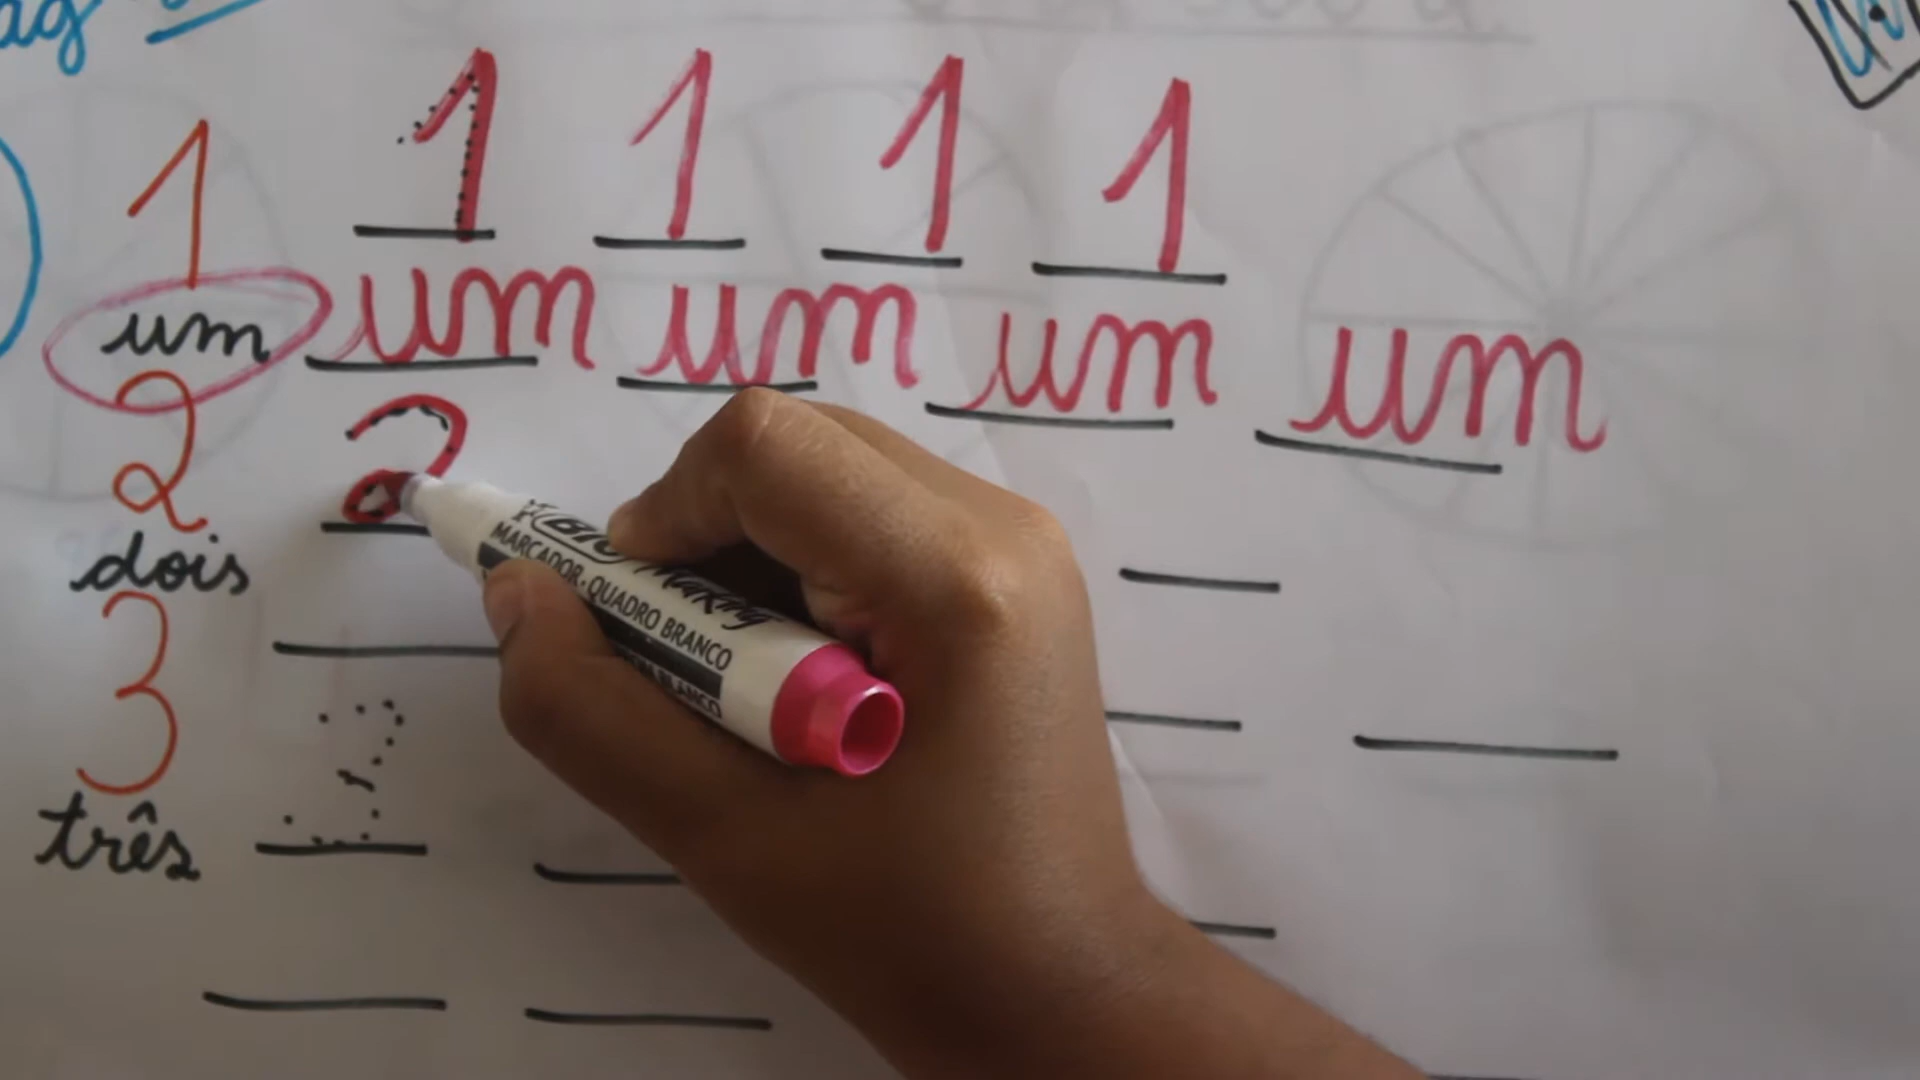 1 1 1 1 1
um um um um um
2 2
dois
3 3
três
BIC Marking
MARCADOR. QUADRO BRANCO